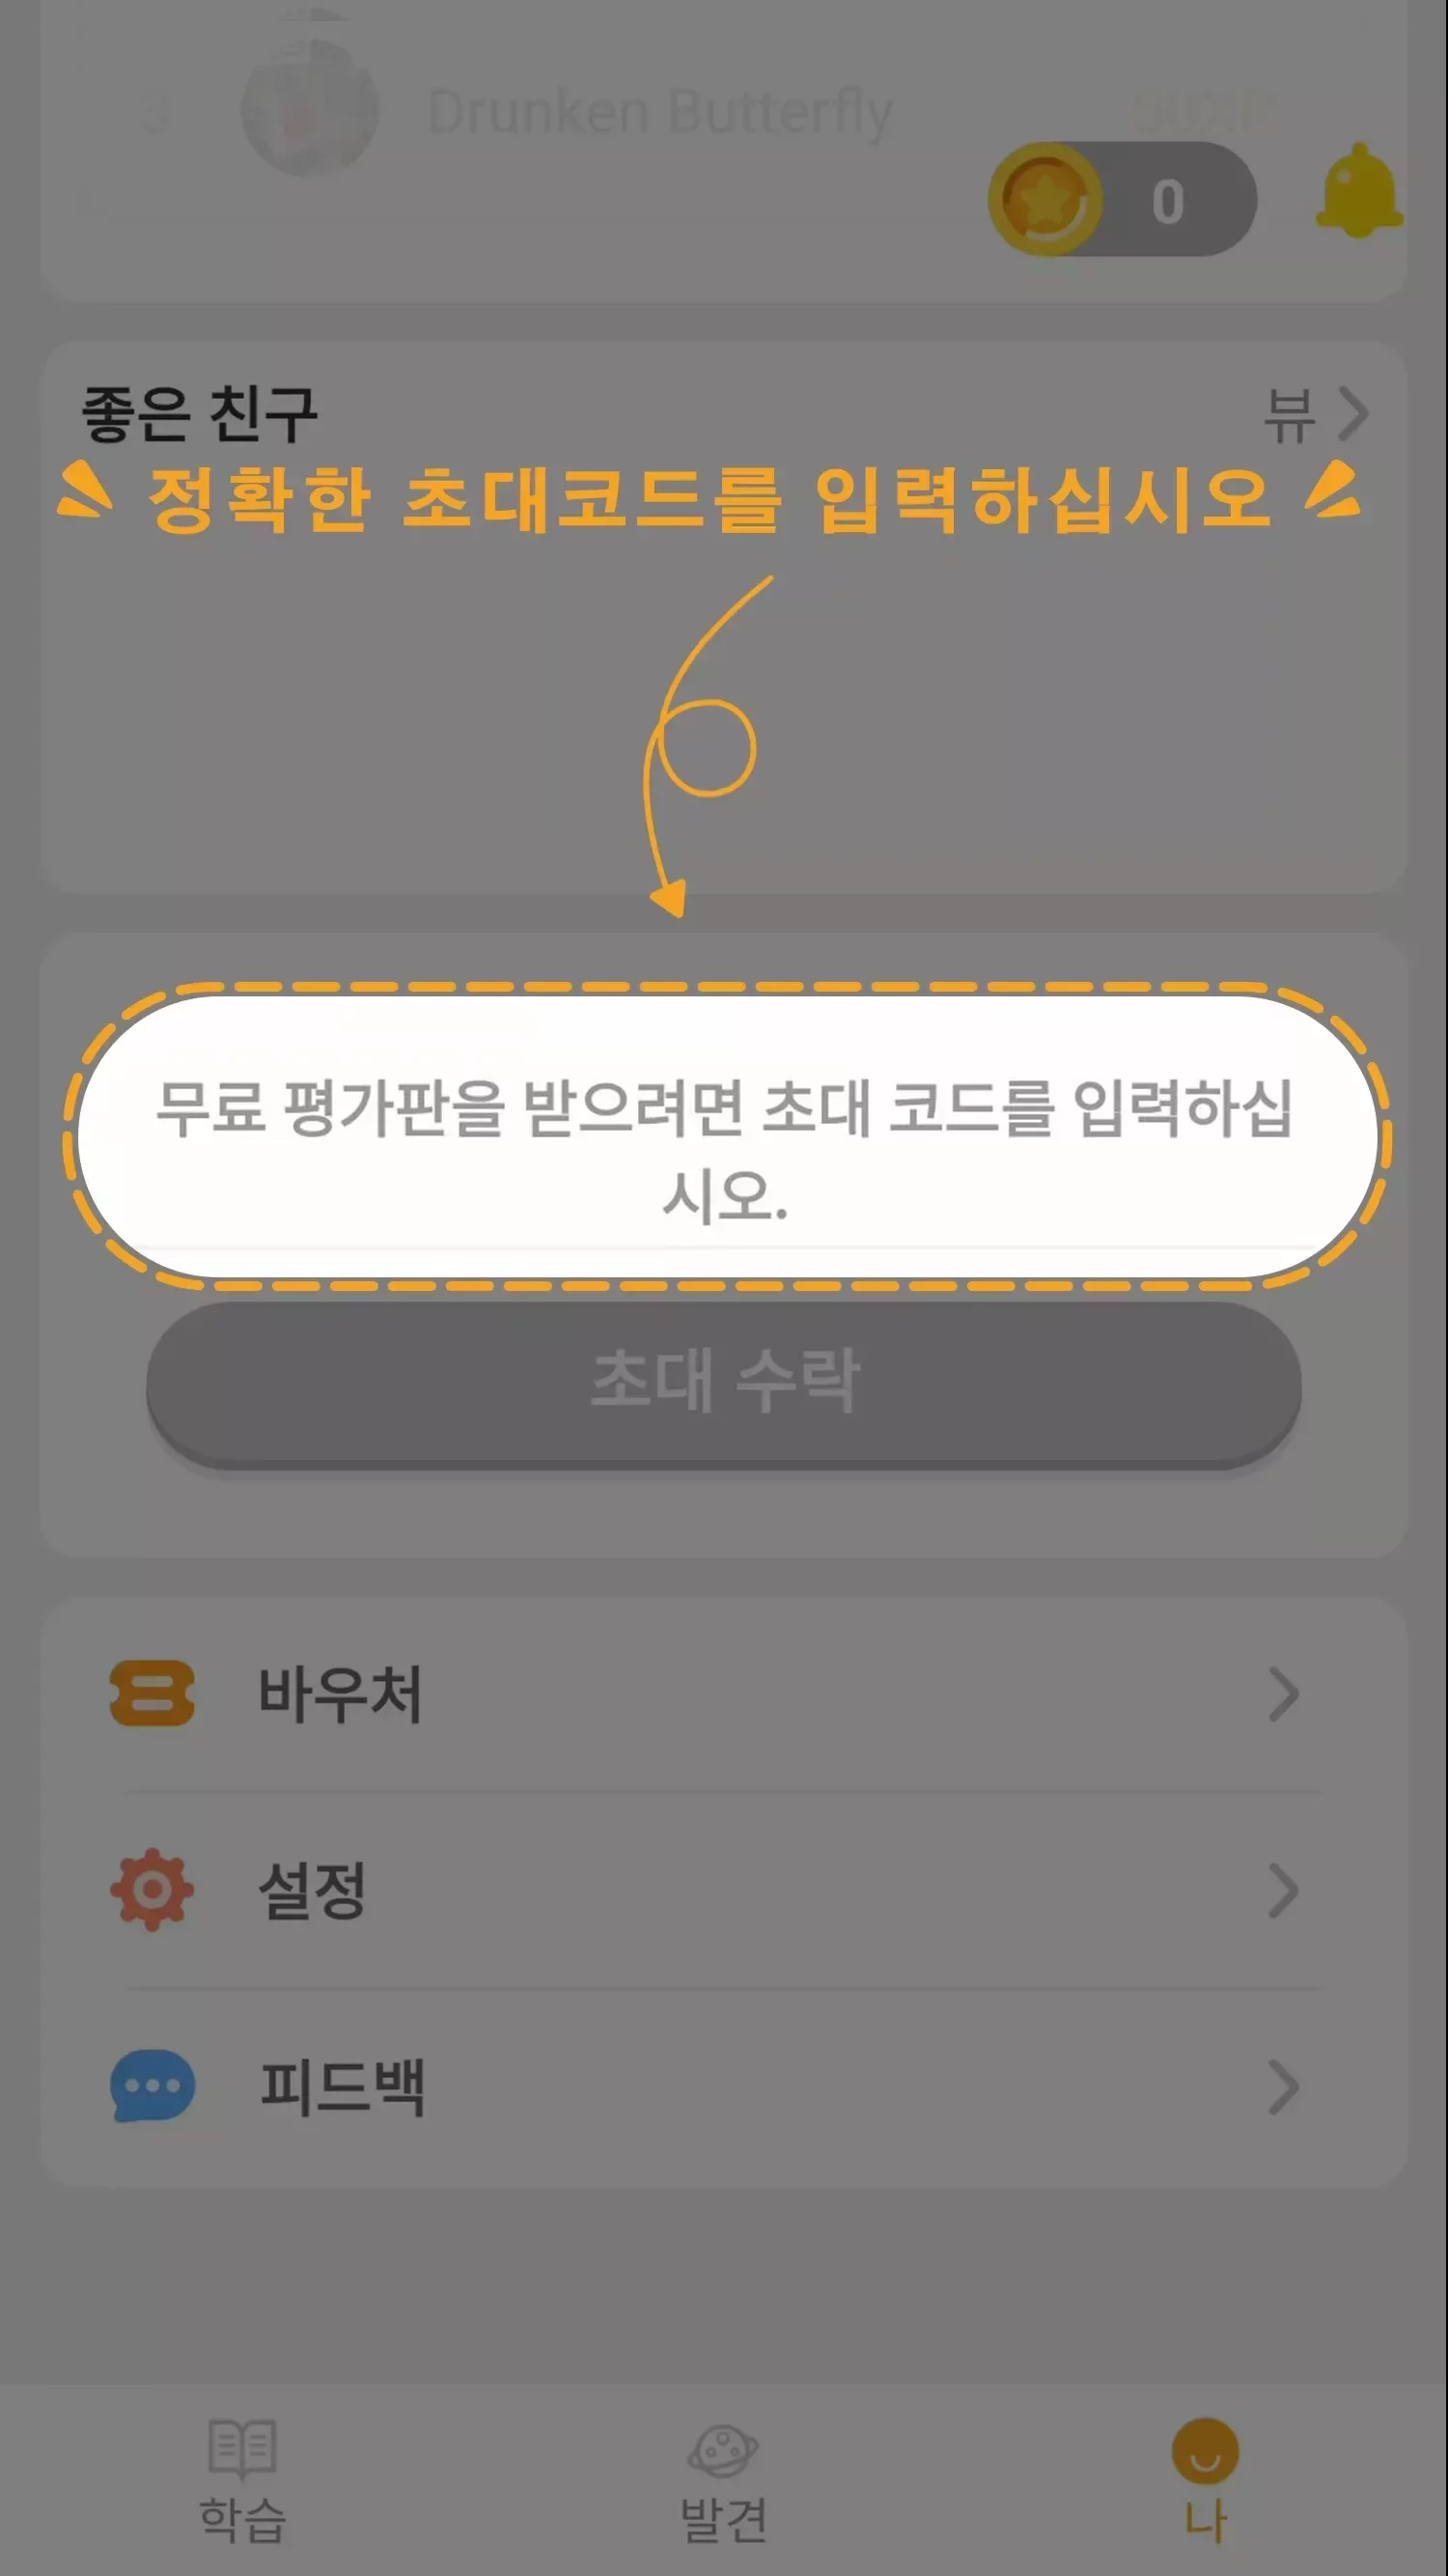 Drunken Butterfly
0
좋은 친구
뷰
정확한 초대코드를 입력하십시오
무료 평가판을 받으려면 초대 코드를 입력하십
시오.
초대 수락
바우처
설정
피드백
학습
발견
나